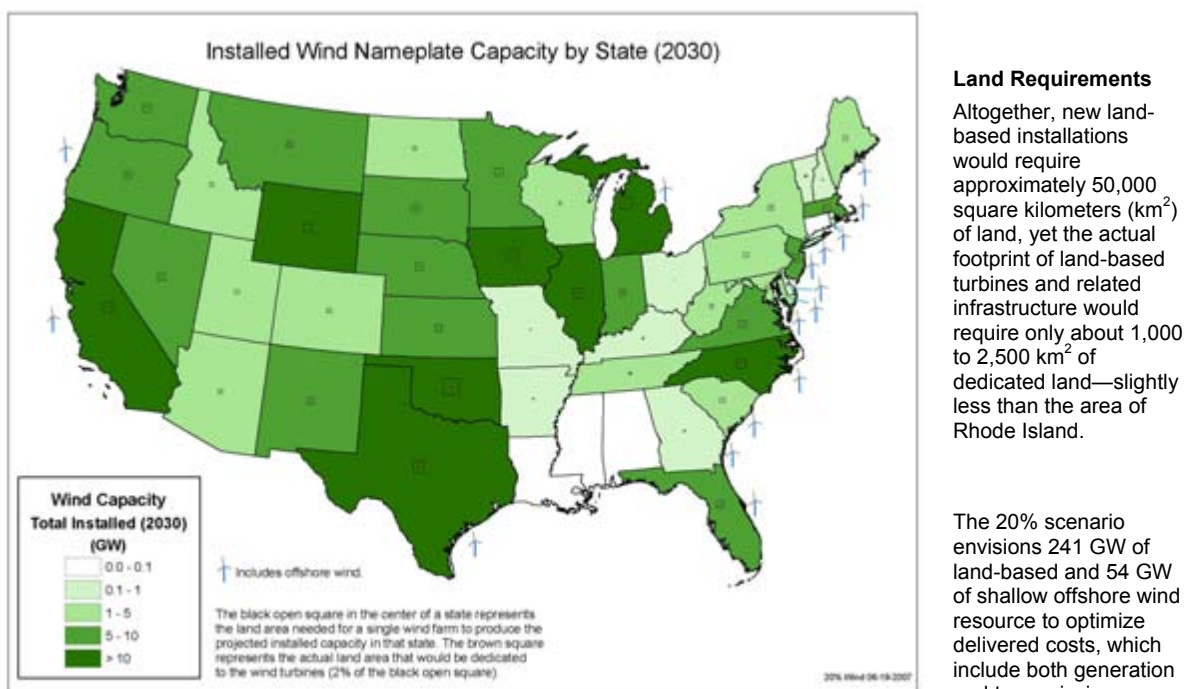 Installed Wind Nameplate Capacity by State (2030)
Wind Capacity
Total Installed (2030)
(GW)
0.0 - 0.1
0.1 - 1
1 - 5
5 - 10
> 10
Includes offshore wind.
The black open square in the center of a state represents
the land area needed for a single wind farm to produce the
projected installed capacity in that state. The brown square
represents the actual land area that would be dedicated
to the wind turbines (2% of the black open square).
20% Wind 06-19-2007
Land Requirements
Altogether, new land-
based installations
would require
approximately 50,000
square kilometers (km²)
of land, yet the actual
footprint of land-based
turbines and related
infrastructure would
require only about 1,000
to 2,500 km² of
dedicated land—slightly
less than the area of
Rhode Island.
The 20% scenario
envisions 241 GW of
land-based and 54 GW
of shallow offshore wind
resource to optimize
delivered costs, which
include both generation